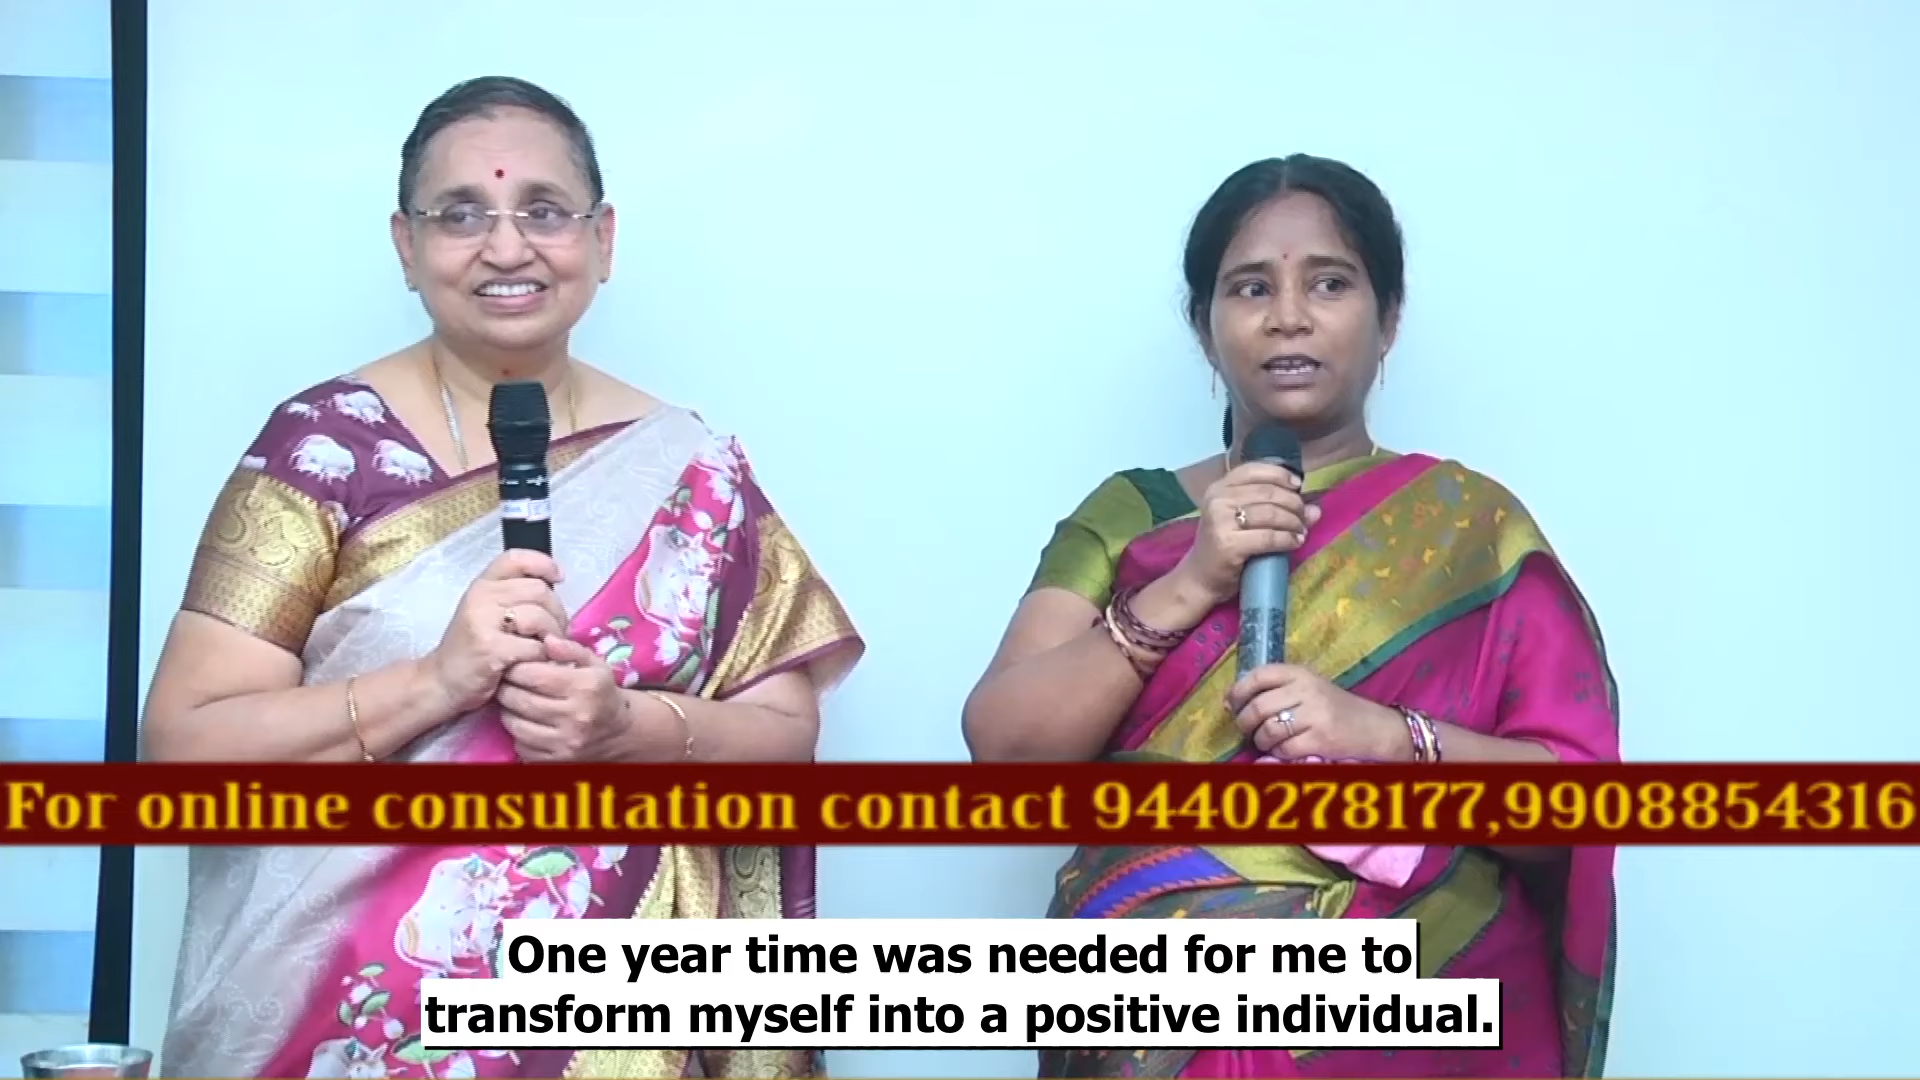 For online consultation contact 9440278177,9908854316
One year time was needed for me to
transform myself into a positive individual.